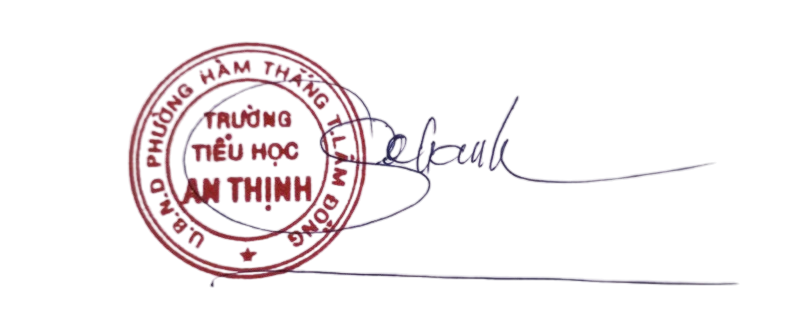 U.B.N.D PHƯỜNG HÀM THẮNG T.LÂM ĐỒNG
TRƯỜNG
TIỂU HỌC
AN THỊNH